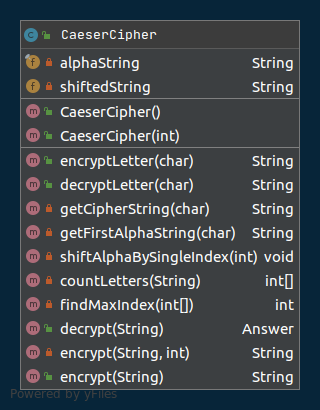 CaeserCipher
alphaString String
shiftedString String
CaeserCipher()
CaeserCipher(int)
encryptLetter(char) String
decryptLetter(char) String
getCipherString(char) String
getFirstAlphaString(char) String
shiftAlphaBySingleIndex(int) void
countLetters(String) int[]
findMaxIndex(int[]) int
decrypt(String) Answer
encrypt(String, int) String
encrypt(String) String
Powered by yFiles